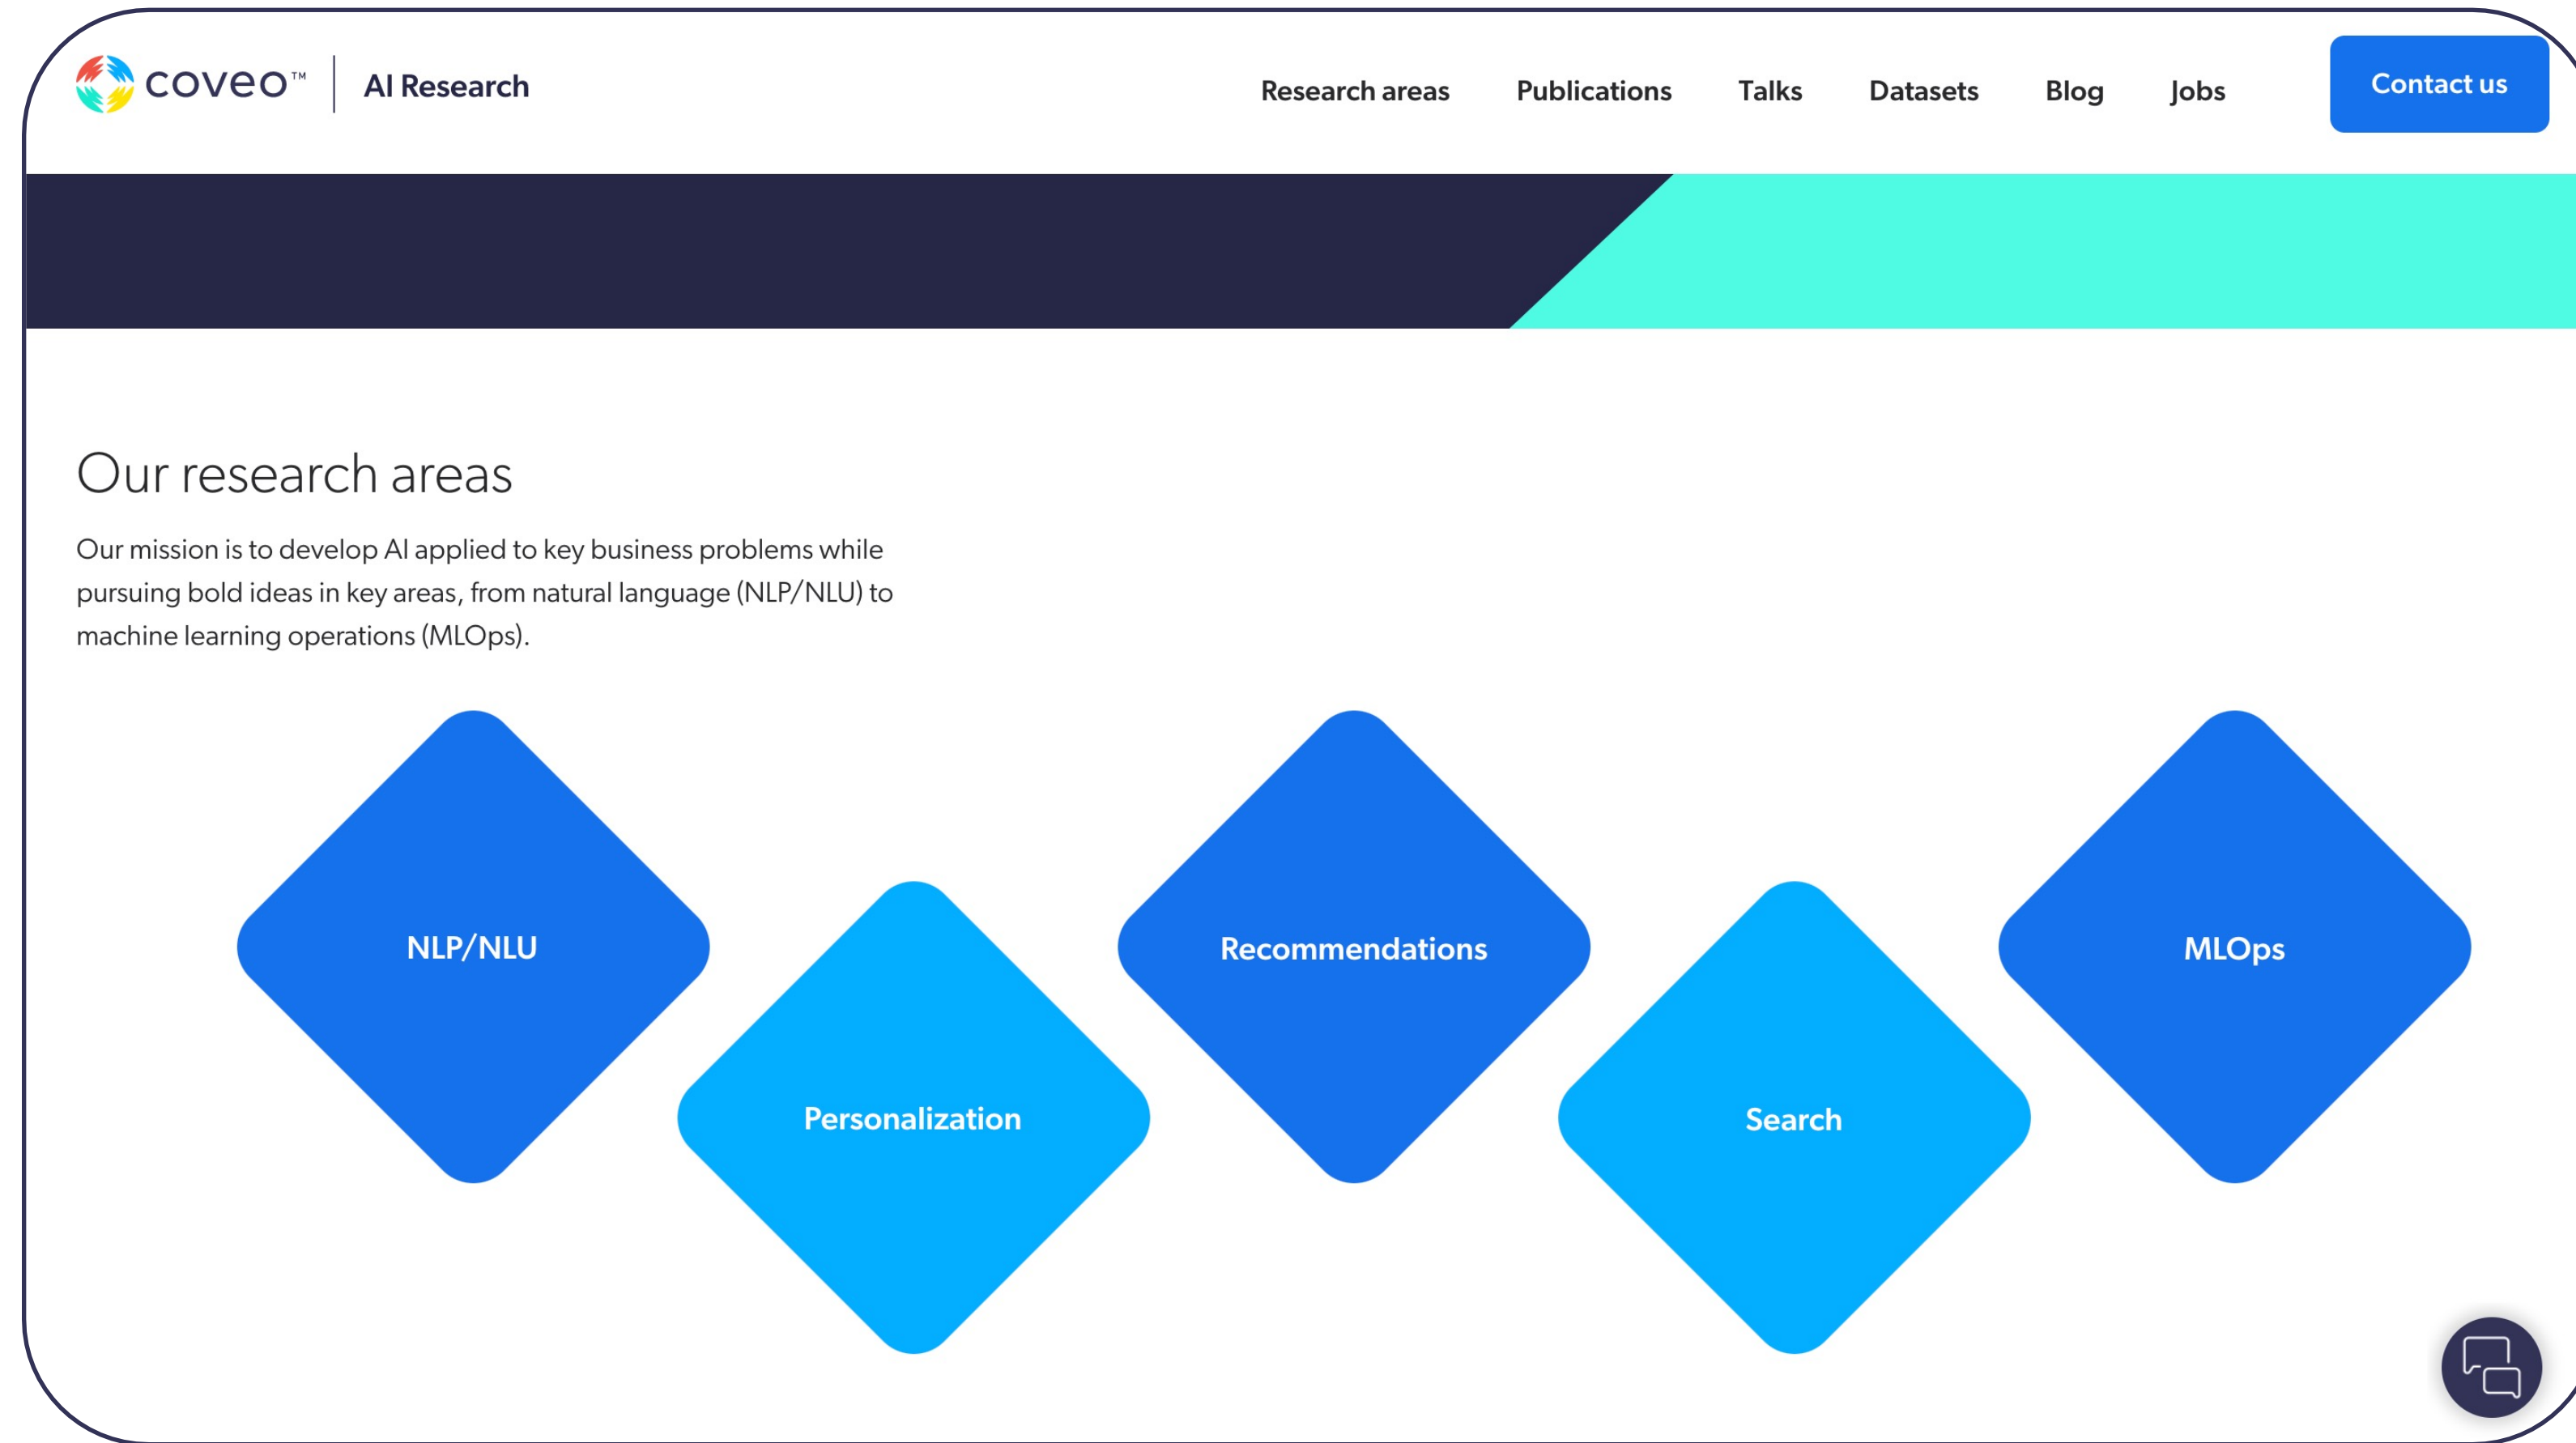 coveo™ AI Research
Research areas Publications Talks Datasets Blog Jobs Contact us
Our research areas
Our mission is to develop AI applied to key business problems while
pursuing bold ideas in key areas, from natural language (NLP/NLU) to
machine learning operations (MLOps).
NLP/NLU
Personalization
Recommendations
Search
MLOps